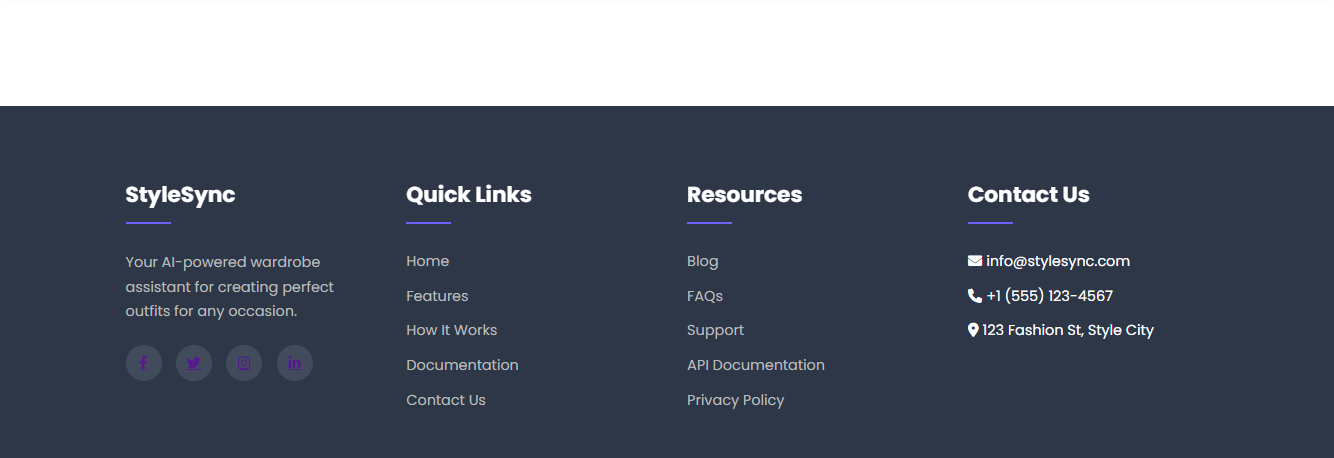 StyleSync
Your AI-powered wardrobe
assistant for creating perfect
outfits for any occasion.
Quick Links
Home
Features
How It Works
Documentation
Contact Us
Resources
Blog
FAQs
Support
API Documentation
Privacy Policy
Contact Us
info@stylesync.com
+1 (555) 123-4567
123 Fashion St, Style City